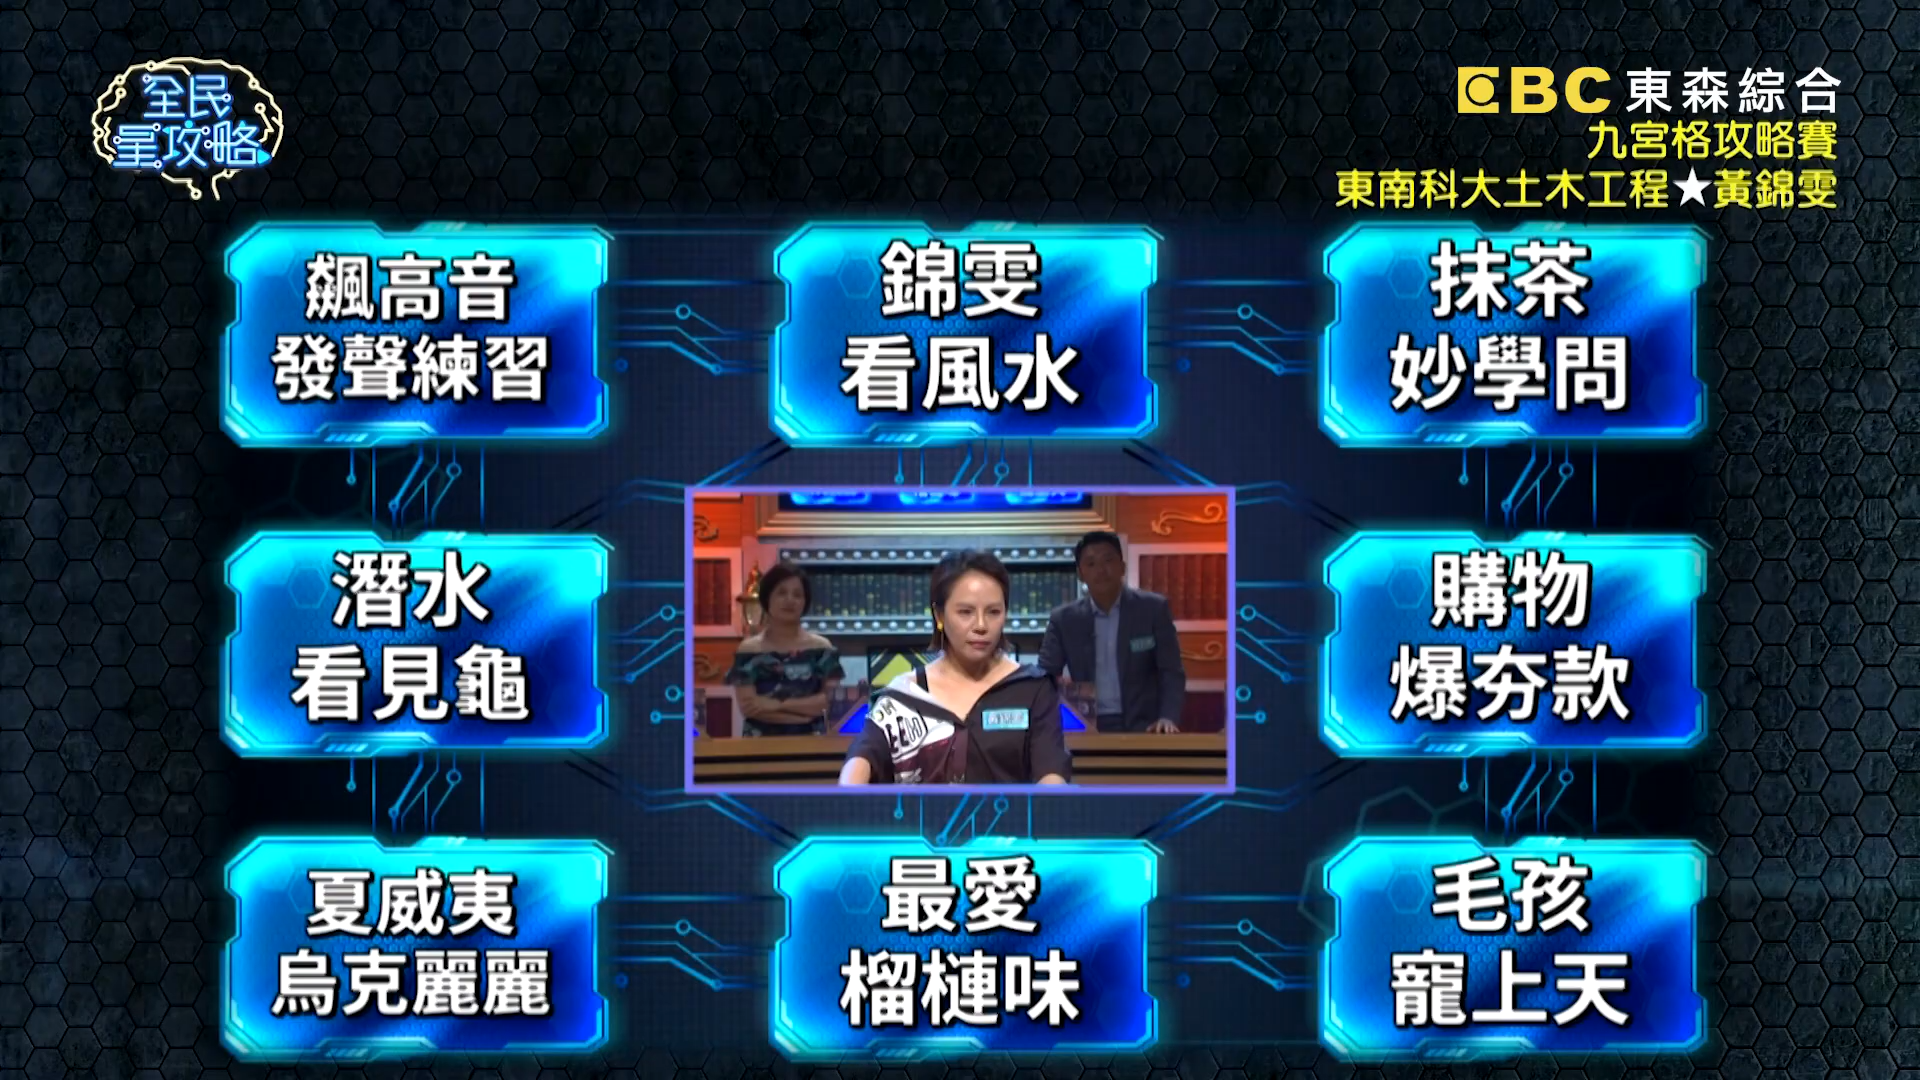 全民
星攻略
EBC東森綜合
九宮格攻略賽
東南科大土木工程★黃錦雯
飆高音
發聲練習
錦雯
看風水
抹茶
妙學問
潛水
看見龜
購物
爆夯款
夏威夷
烏克麗麗
最愛
榴槤味
毛孩
寵上天